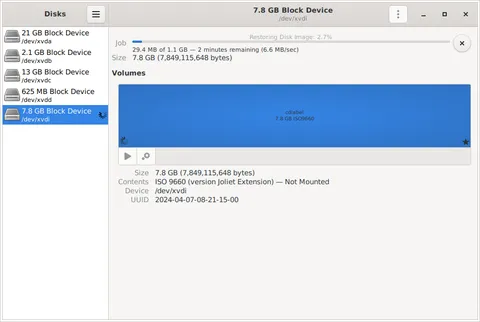 Disks
7.8 GB Block Device
/dev/xvdi
21 GB Block Device
/dev/xvda
2.1 GB Block Device
/dev/xvdb
13 GB Block Device
/dev/xvdc
625 MB Block Device
/dev/xvdd
7.8 GB Block Device
/dev/xvdi
Restoring Disk Image: 2.7%
Job
29.4 MB of 1.1 GB — 2 minutes remaining (6.6 MB/sec)
Size 7.8 GB (7,849,115,648 bytes)
Volumes
7.8 GB ISO9660
Size 7.8 GB (7,849,115,648 bytes)
Contents ISO 9660 (version Joliet Extension) — Not Mounted
Device /dev/xvdi
UUID 2024-04-07-08-21-15-00